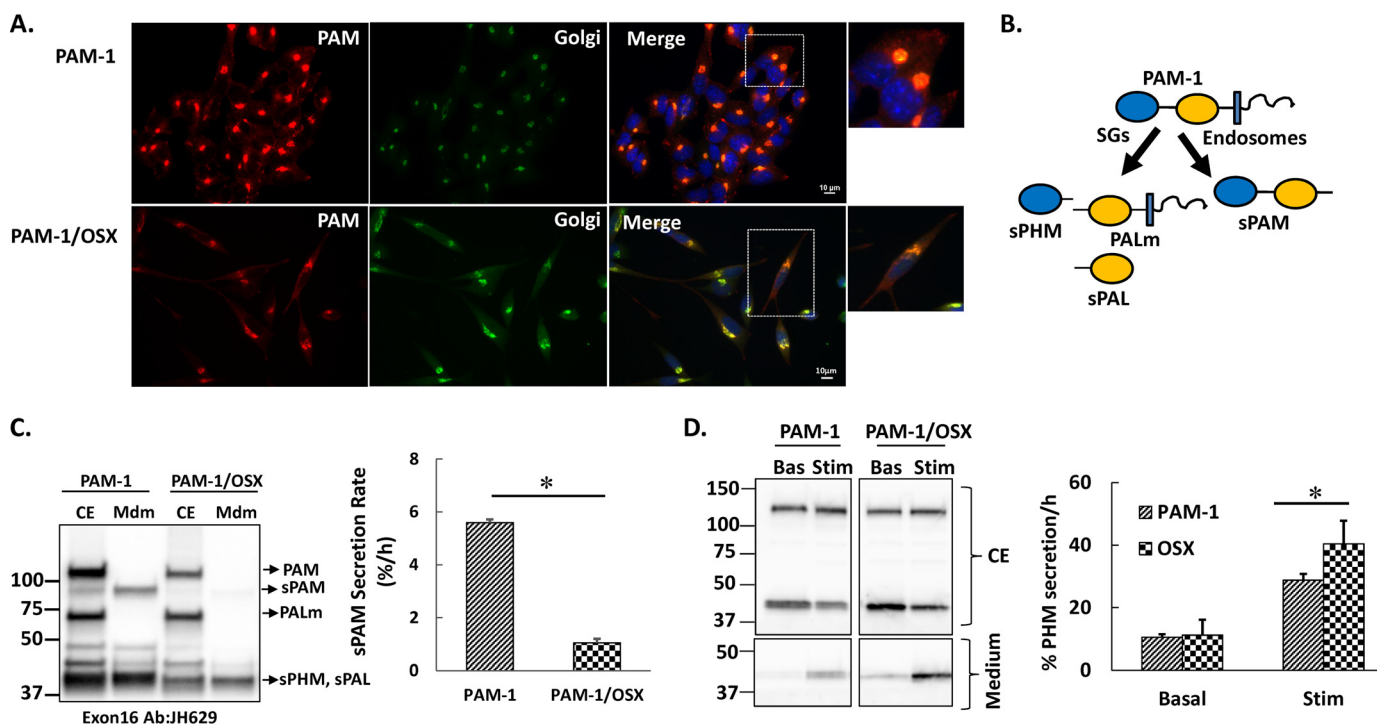 A.
PAM-1
PAM
Golgi
Merge
10 µm
PAM-1/OSX
PAM
Golgi
Merge
10µm
B.
PAM-1
SGs
Endosomes
sPHM
PALm
sPAM
sPAL
C.
PAM-1 PAM-1/OSX
CE Mdm CE Mdm
100
75
50
37
PAM
sPAM
PALm
sPHM, sPAL
Exon16 Ab:JH629
sPAM Secretion Rate
(%/h)
8
6
4
2
0
*
PAM-1 PAM-1/OSX
D.
PAM-1 PAM-1/OSX
Bas Stim Bas Stim
150
100
75
50
37
CE
50
37
Medium
% PHM secretion/h
60
40
20
0
PAM-1
OSX
*
Basal Stim